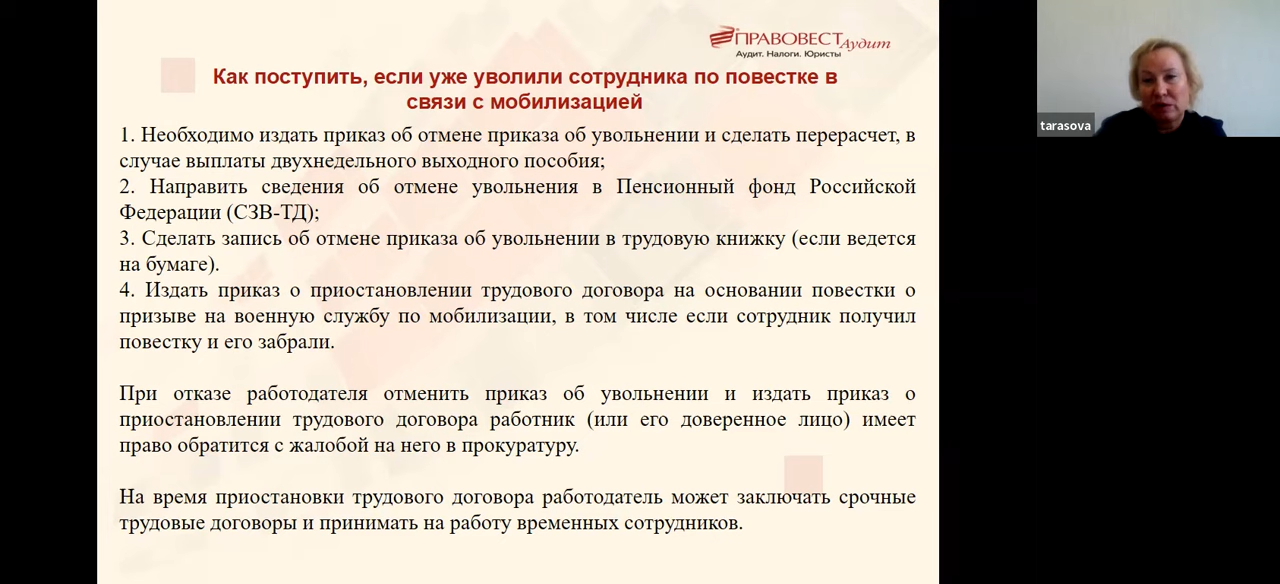 ПРАВОВЕСТ Аудит
Аудит. Налоги. Юристы
Как поступить, если уже уволили сотрудника по повестке в
связи с мобилизацией
1. Необходимо издать приказ об отмене приказа об увольнении и сделать перерасчет, в
случае выплаты двухнедельного выходного пособия;
2. Направить сведения об отмене увольнения в Пенсионный фонд Российской
Федерации (СЗВ-ТД);
3. Сделать запись об отмене приказа об увольнении в трудовую книжку (если ведется
на бумаге).
4. Издать приказ о приостановлении трудового договора на основании повестки о
призыве на военную службу по мобилизации, в том числе если сотрудник получил
повестку и его забрали.
При отказе работодателя отменить приказ об увольнении и издать приказ о
приостановлении трудового договора работник (или его доверенное лицо) имеет
право обратится с жалобой на него в прокуратуру.
На время приостановки трудового договора работодатель может заключать срочные
трудовые договоры и принимать на работу временных сотрудников.
tarasova